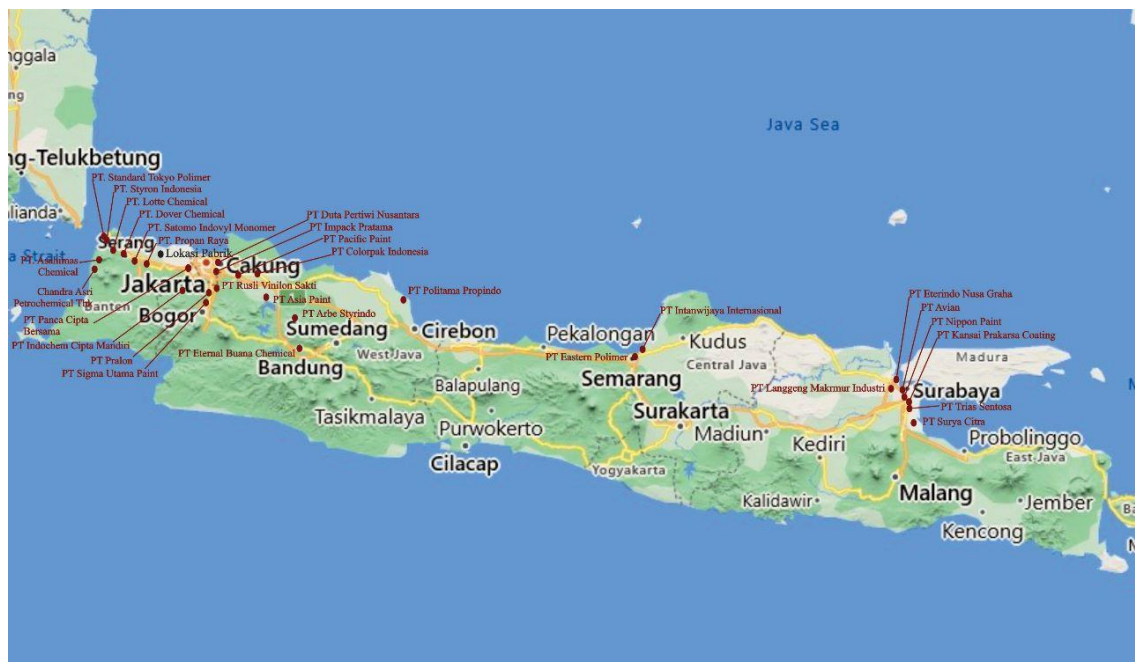 nggala
ng
Java Sea
ng-Telukbetung
PT. Standard Tokyo Polimer
PT. Styron Indonesia
PT. Lotte Chemical
lianda
PT. Dover Chemical
PT Duta Pertiwi Nusantara
PT. Satomo Indovyl Monomer
PT Impack Pratama
Serang
PT. Propan Raya
PT Pacific Paint
a Strait
Lokasi Pabrik
PT Colorpak Indonesia
PT. Asahimas
Chemical
Cakung
Jakarta
Chandra Asri
Petrochemical Tbk
Banten
PT Rusli Vinilon Sakti
PT Politama Propindo
PT Eterindo Nusa Graha
PT Asia Paint
PT Intanwijaya Internasional
PT Avian
Bogor
PT Arbe Styrindo
PT Panca Cipta
Bersama
PT Nippon Paint
Sumedang
Cirebon
Pekalongan
Kudus
PT Kansai Prakarsa Coating
PT Indochem Cipta Mandiri
West Java
PT Eternal Buana Chemical
PT Eastern Polimer
Madura
PT Pralon
Bandung
Central Java
PT Sigma Utama Paint
Balapulang
Semarang
PT Langgeng Makrmur Industri
Surabaya
Tasikmalaya
Surakarta
PT Trias Sentosa
Purwokerto
Madiun
PT Surya Citra
Kediri
Probolinggo
East Java
Cilacap
Yogyakarta
Malang
Kalidawir
Jember
Ba
Kencong